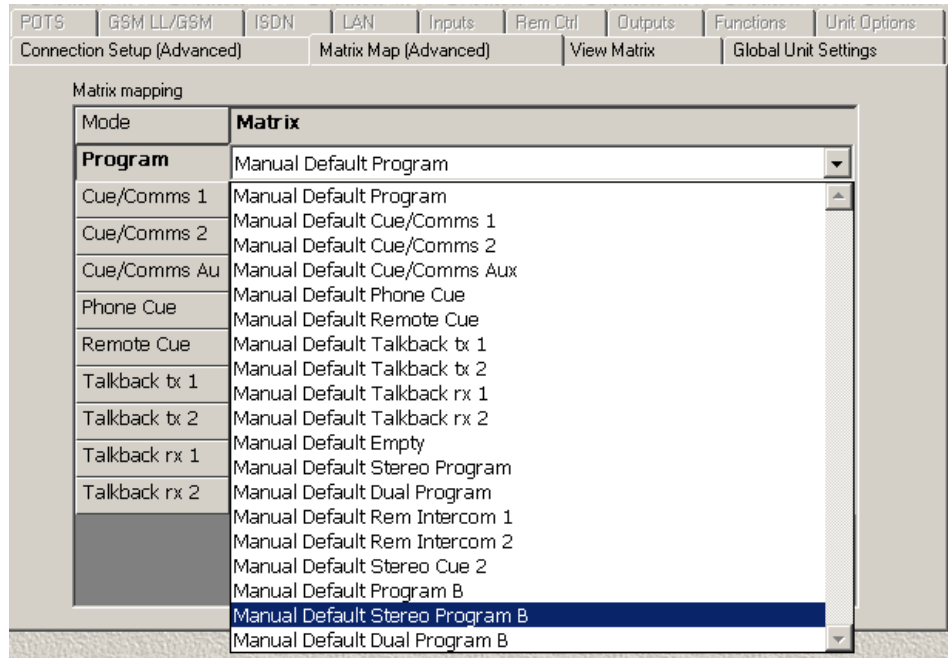 POTS GSM LL/GSM ISDN LAN Inputs Rem Ctrl Outputs Functions Unit Options
Connection Setup (Advanced) Matrix Map (Advanced) View Matrix Global Unit Settings
Matrix mapping
Mode Matrix
Program Manual Default Program
Cue/Comms 1
Cue/Comms 2
Cue/Comms Au
Phone Cue
Remote Cue
Talkback tx 1
Talkback tx 2
Talkback rx 1
Talkback rx 2
Manual Default Program
Manual Default Cue/Comms 1
Manual Default Cue/Comms 2
Manual Default Cue/Comms Aux
Manual Default Phone Cue
Manual Default Remote Cue
Manual Default Talkback tx 1
Manual Default Talkback tx 2
Manual Default Talkback rx 1
Manual Default Talkback rx 2
Manual Default Empty
Manual Default Stereo Program
Manual Default Dual Program
Manual Default Rem Intercom 1
Manual Default Rem Intercom 2
Manual Default Stereo Cue 2
Manual Default Program B
Manual Default Stereo Program B
Manual Default Dual Program B